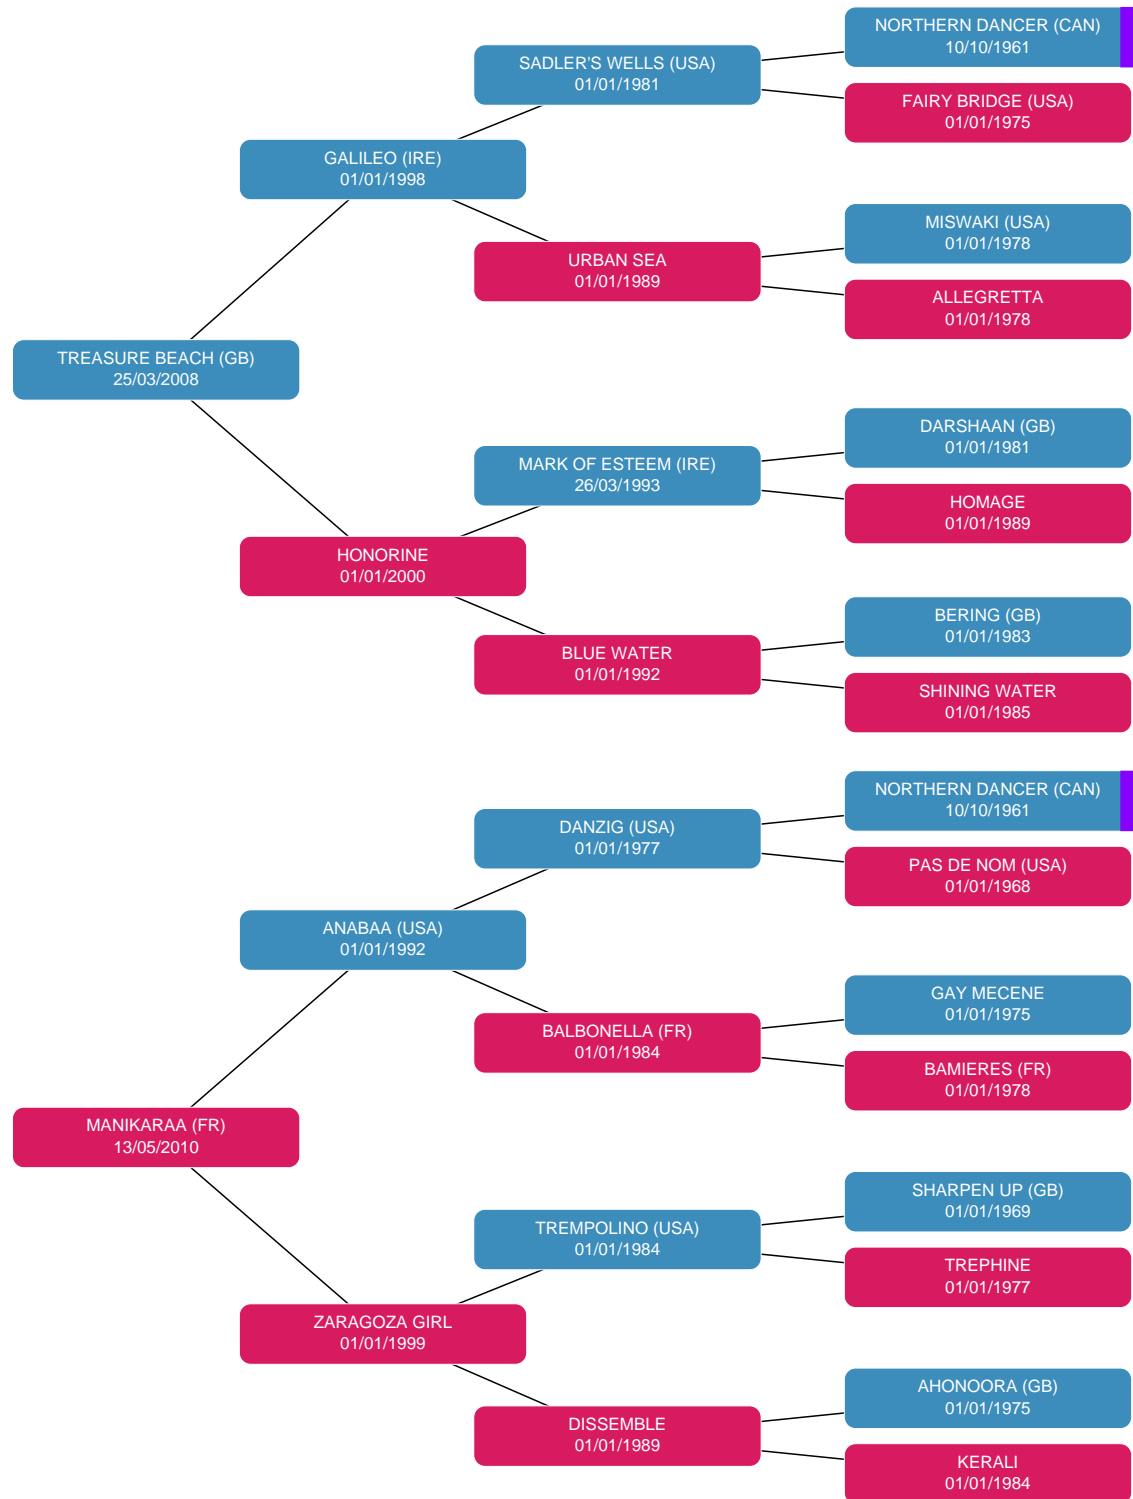 NORTHERN DANCER (CAN)
10/10/1961
SADLER'S WELLS (USA)
01/01/1981
FAIRY BRIDGE (USA)
01/01/1975
GALILEO (IRE)
01/01/1998
MISWAKI (USA)
01/01/1978
URBAN SEA
01/01/1989
ALLEGRETTA
01/01/1978
TREASURE BEACH (GB)
25/03/2008
DARSHAAN (GB)
01/01/1981
MARK OF ESTEEM (IRE)
26/03/1993
HOMAGE
01/01/1989
HONORINE
01/01/2000
BERING (GB)
01/01/1983
BLUE WATER
01/01/1992
SHINING WATER
01/01/1985
NORTHERN DANCER (CAN)
10/10/1961
DANZIG (USA)
01/01/1977
PAS DE NOM (USA)
01/01/1968
ANABAA (USA)
01/01/1992
GAY MECENE
01/01/1975
BALBONELLA (FR)
01/01/1984
BAMIERES (FR)
01/01/1978
MANIKARAA (FR)
13/05/2010
SHARPEN UP (GB)
01/01/1969
TREMPOLINO (USA)
01/01/1984
TREPHINE
01/01/1977
ZARAGOZA GIRL
01/01/1999
AHONOORA (GB)
01/01/1975
DISSEMBLE
01/01/1989
KERALI
01/01/1984